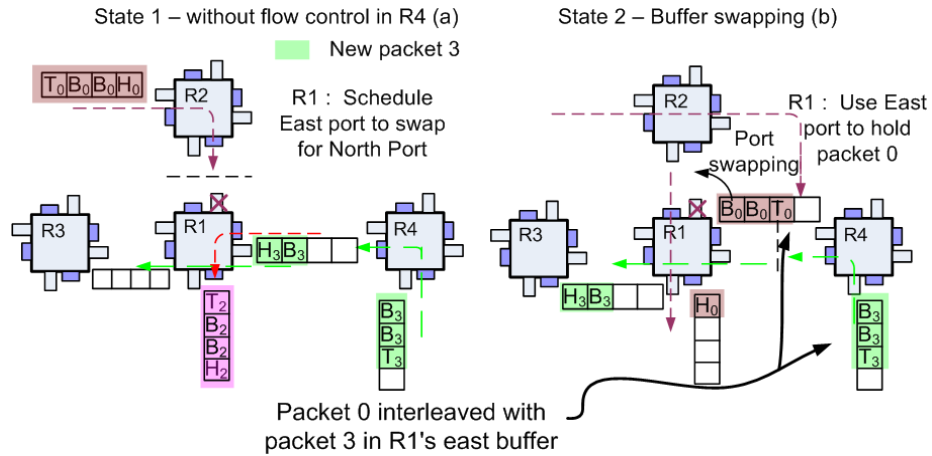 State 1 – without flow control in R4 (a)
State 2 – Buffer swapping (b)
New packet 3
T₀B₀B₀H₀
R2
R1 : Schedule
East port to swap
for North Port
R3
R1
R4
H₃B₃
T₂
B₂
B₂
H₂
B₃
B₃
T₃
R2
R1 : Use East
port to hold
packet 0
Port
swapping
B₀B₀T₀
R3
R1
R4
H₃B₃
H₀
B₃
B₃
T₃
Packet 0 interleaved with
packet 3 in R1's east buffer